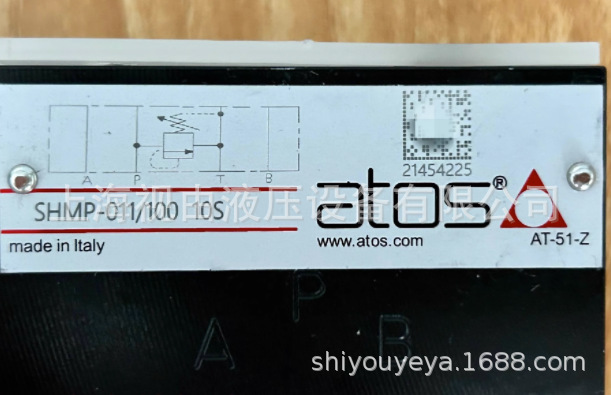 A P T B
21454225
上海视由液压设备有限公司
SHMP-011/100 10S
atos®
made in Italy
www.atos.com
AT-51-Z
P
A B
shiyouyeya.1688.com